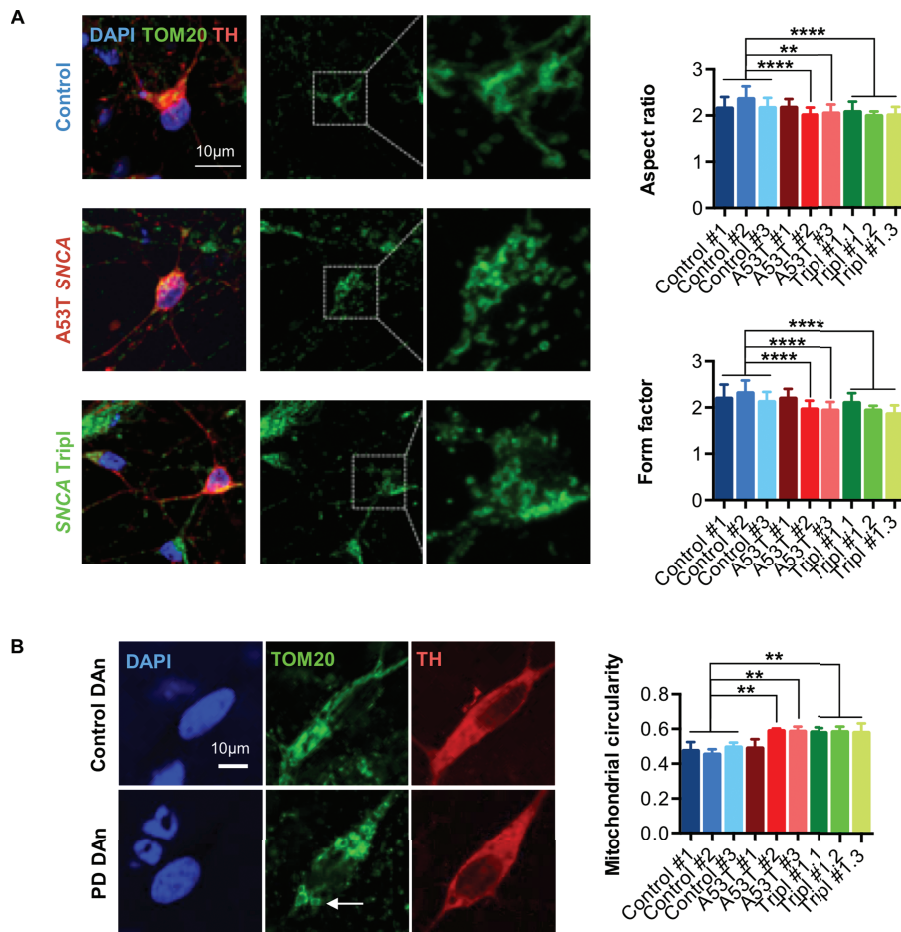 A
DAPI TOM20 TH
Control
10µm
A53T SNCA
SNCA Tripl
Aspect ratio
3
2
1
0
****
**
****
Control #1
Control #2
Control #3
A53T #1
A53T #2
A53T #3
Tripl #1.1
Tripl #1.2
Tripl #1.3
Form factor
3
2
1
0
****
****
****
Control #1
Control #2
Control #3
A53T #1
A53T #2
A53T #3
Tripl #1.1
Tripl #1.2
Tripl #1.3
B
Control DAn
DAPI
TOM20
TH
10µm
PD DAn
Mitochondrial circularity
0.8
0.6
0.4
0.2
0.0
**
**
**
Control #1
Control #2
Control #3
A53T #1
A53T #2
A53T #3
Tripl #1.1
Tripl #1.2
Tripl #1.3